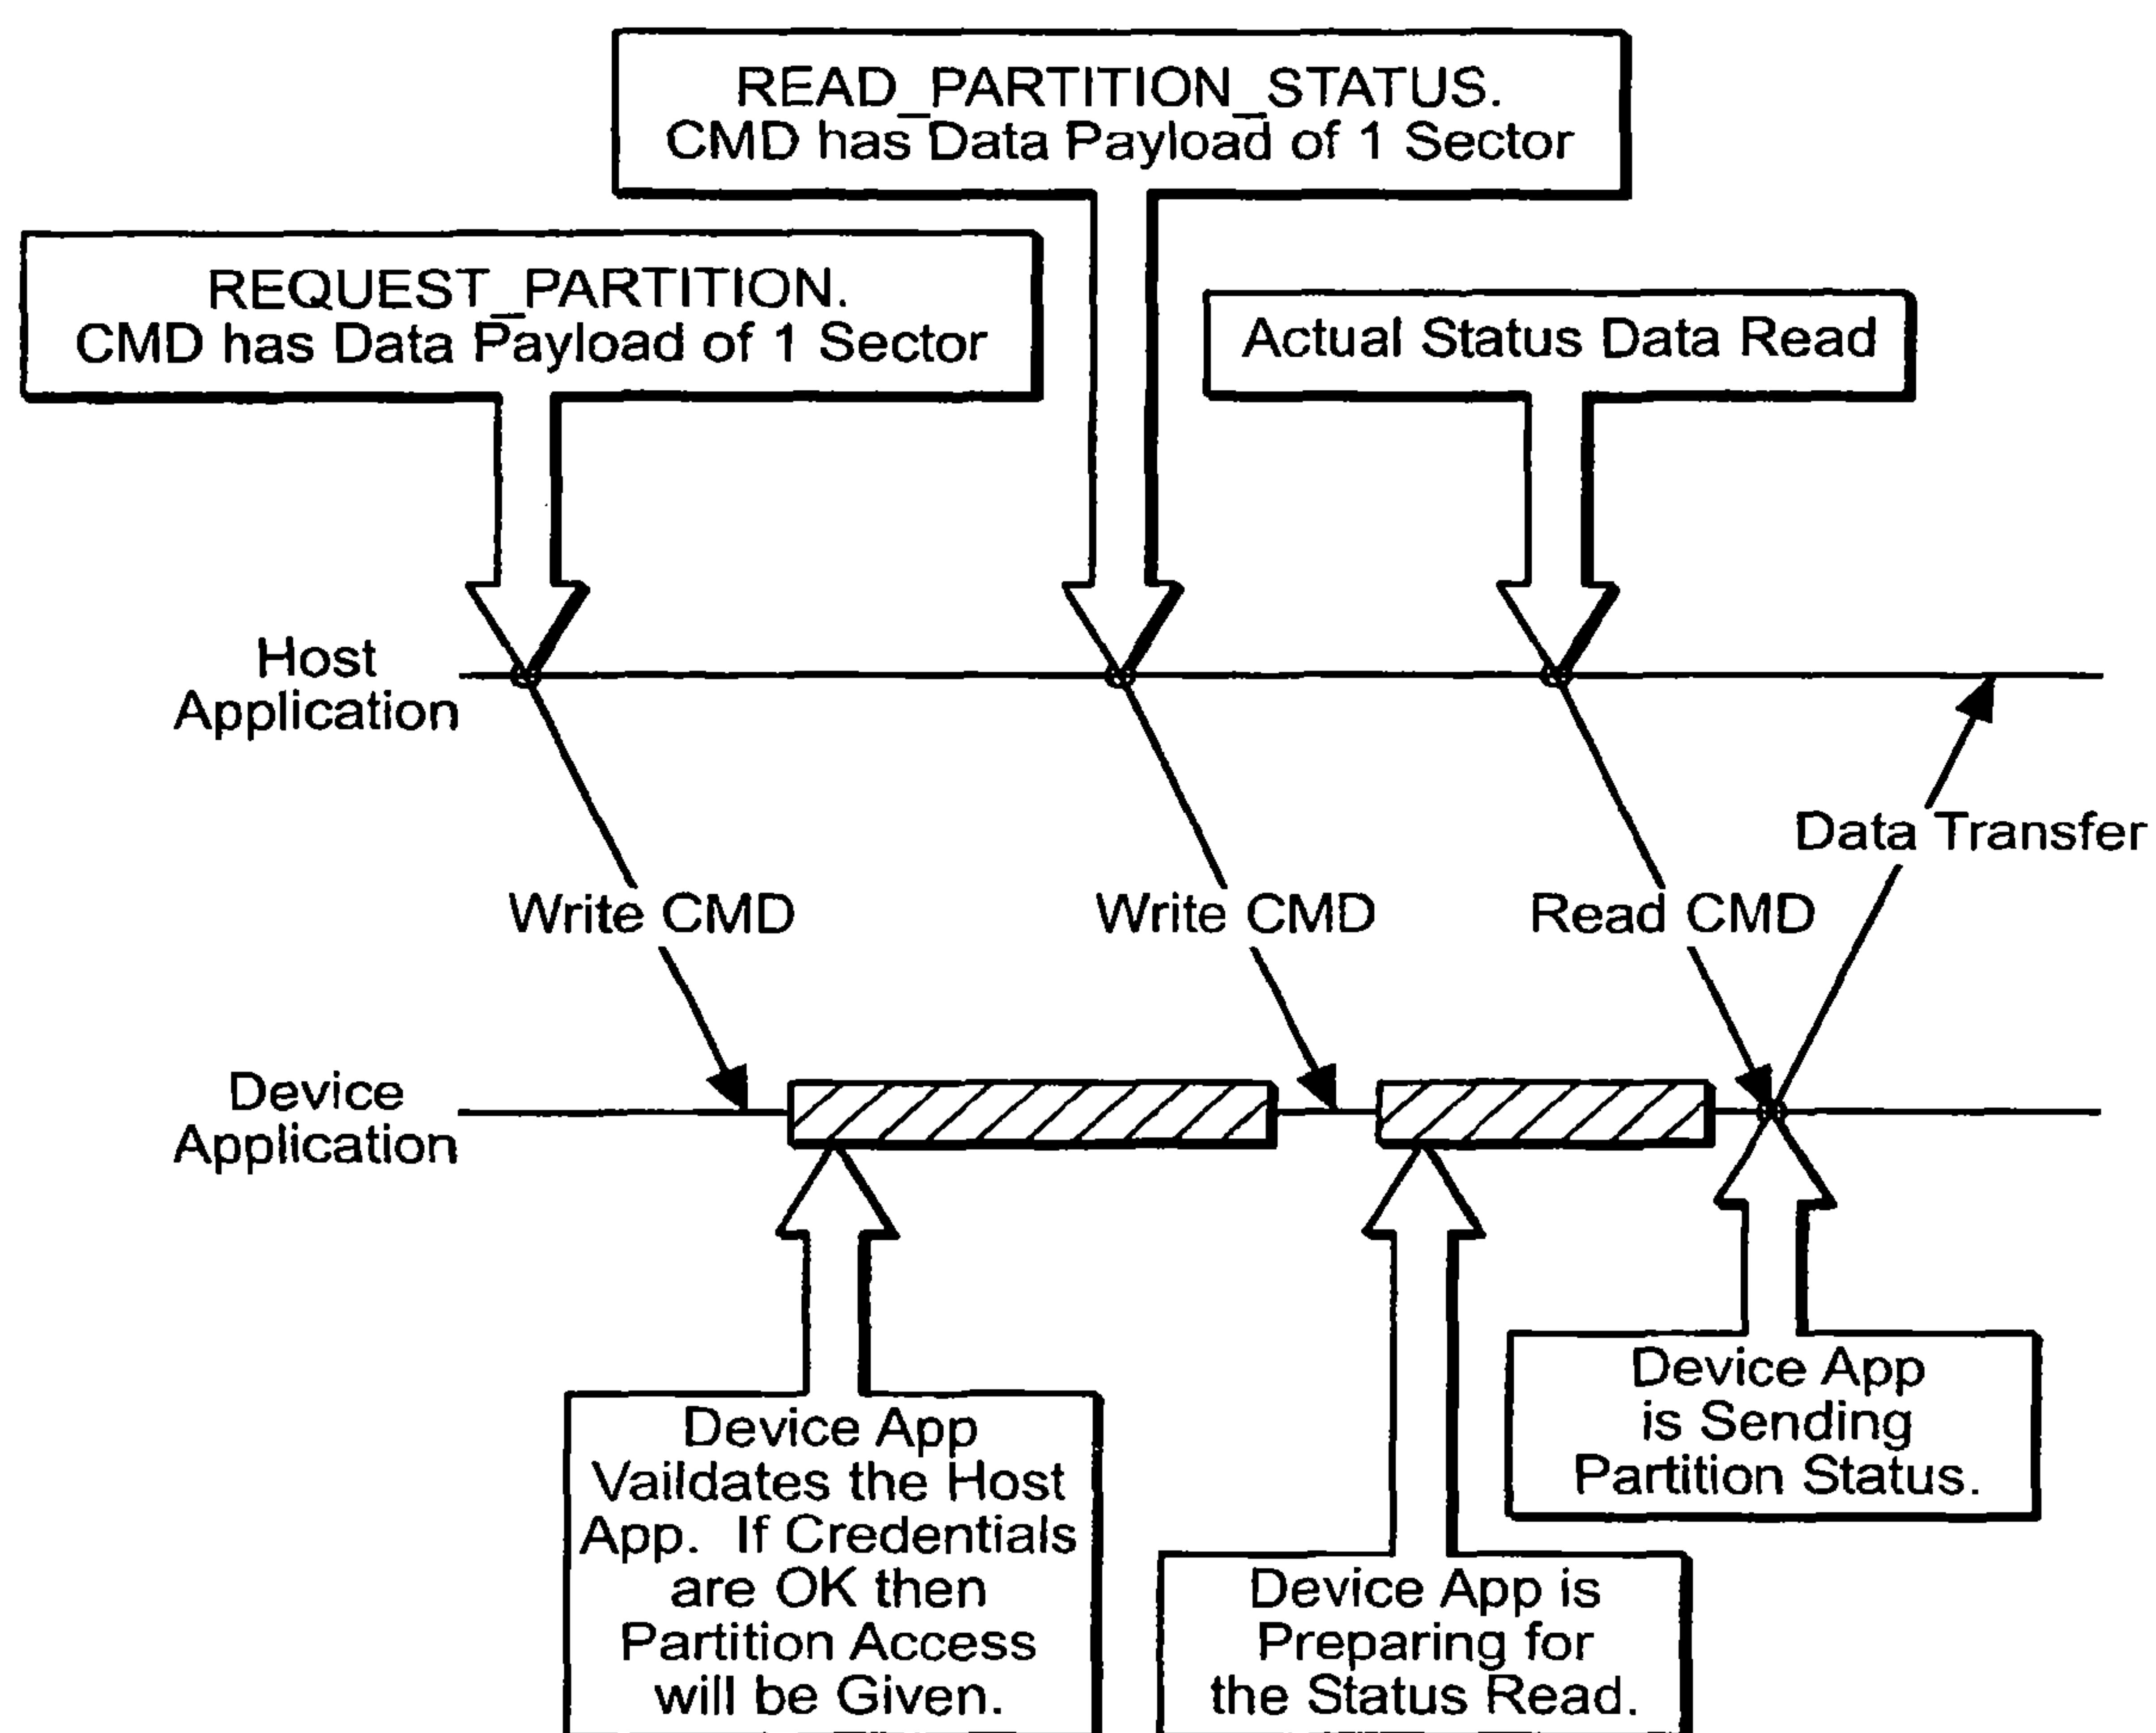 READ_PARTITION_STATUS.
CMD has Data Payload of 1 Sector
REQUEST_PARTITION.
CMD has Data Payload of 1 Sector
Actual Status Data Read
Host
Application
Data Transfer
Write CMD
Write CMD
Read CMD
Device
Application
Device App
Vaildates the Host
App. If Credentials
are OK then
Partition Access
will be Given.
Device App is
Preparing for
the Status Read.
Device App
is Sending
Partition Status.